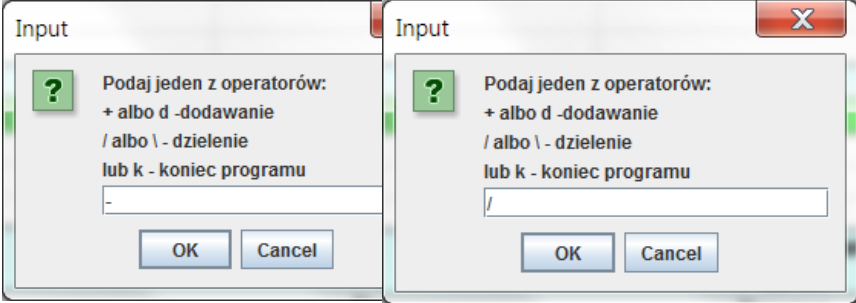 Input
Podaj jeden z operatorów:
+ albo d -dodawanie
/ albo \ - dzielenie
lub k - koniec programu
-
OK Cancel
Input
Podaj jeden z operatorów:
+ albo d -dodawanie
/ albo \ - dzielenie
lub k - koniec programu
/
OK Cancel